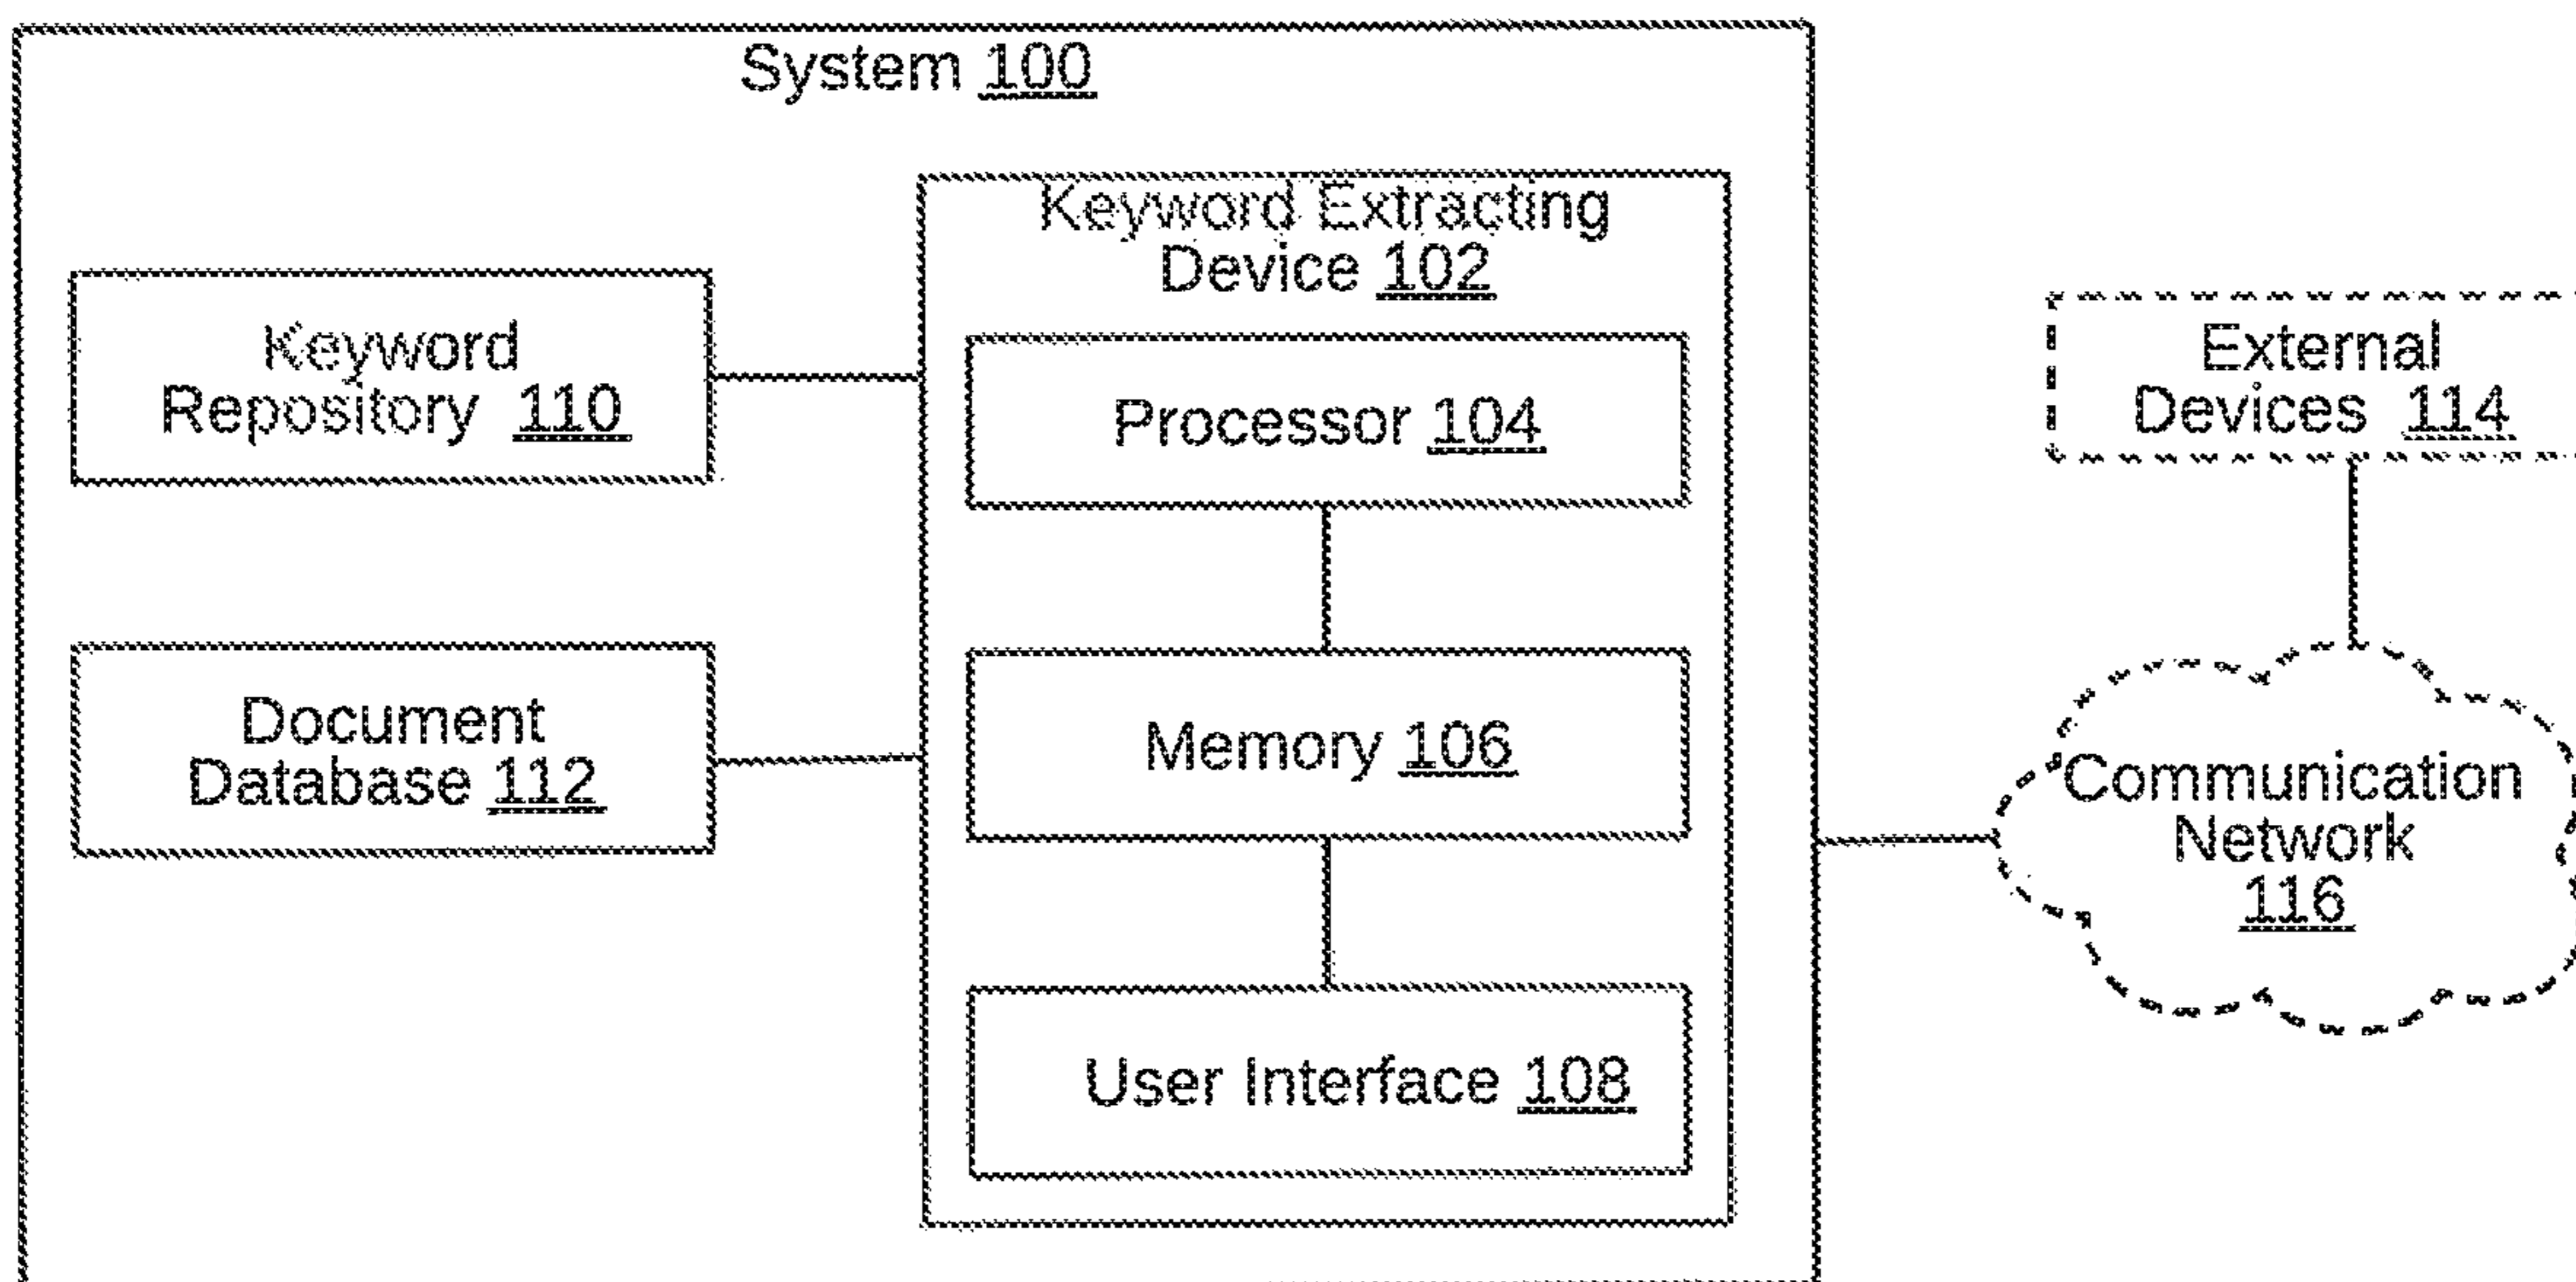 System 100
Keyword Extracting
Device 102
Keyword
Repository 110
Processor 104
External
Devices 114
Document
Database 112
Memory 106
Communication
Network
116
User Interface 108